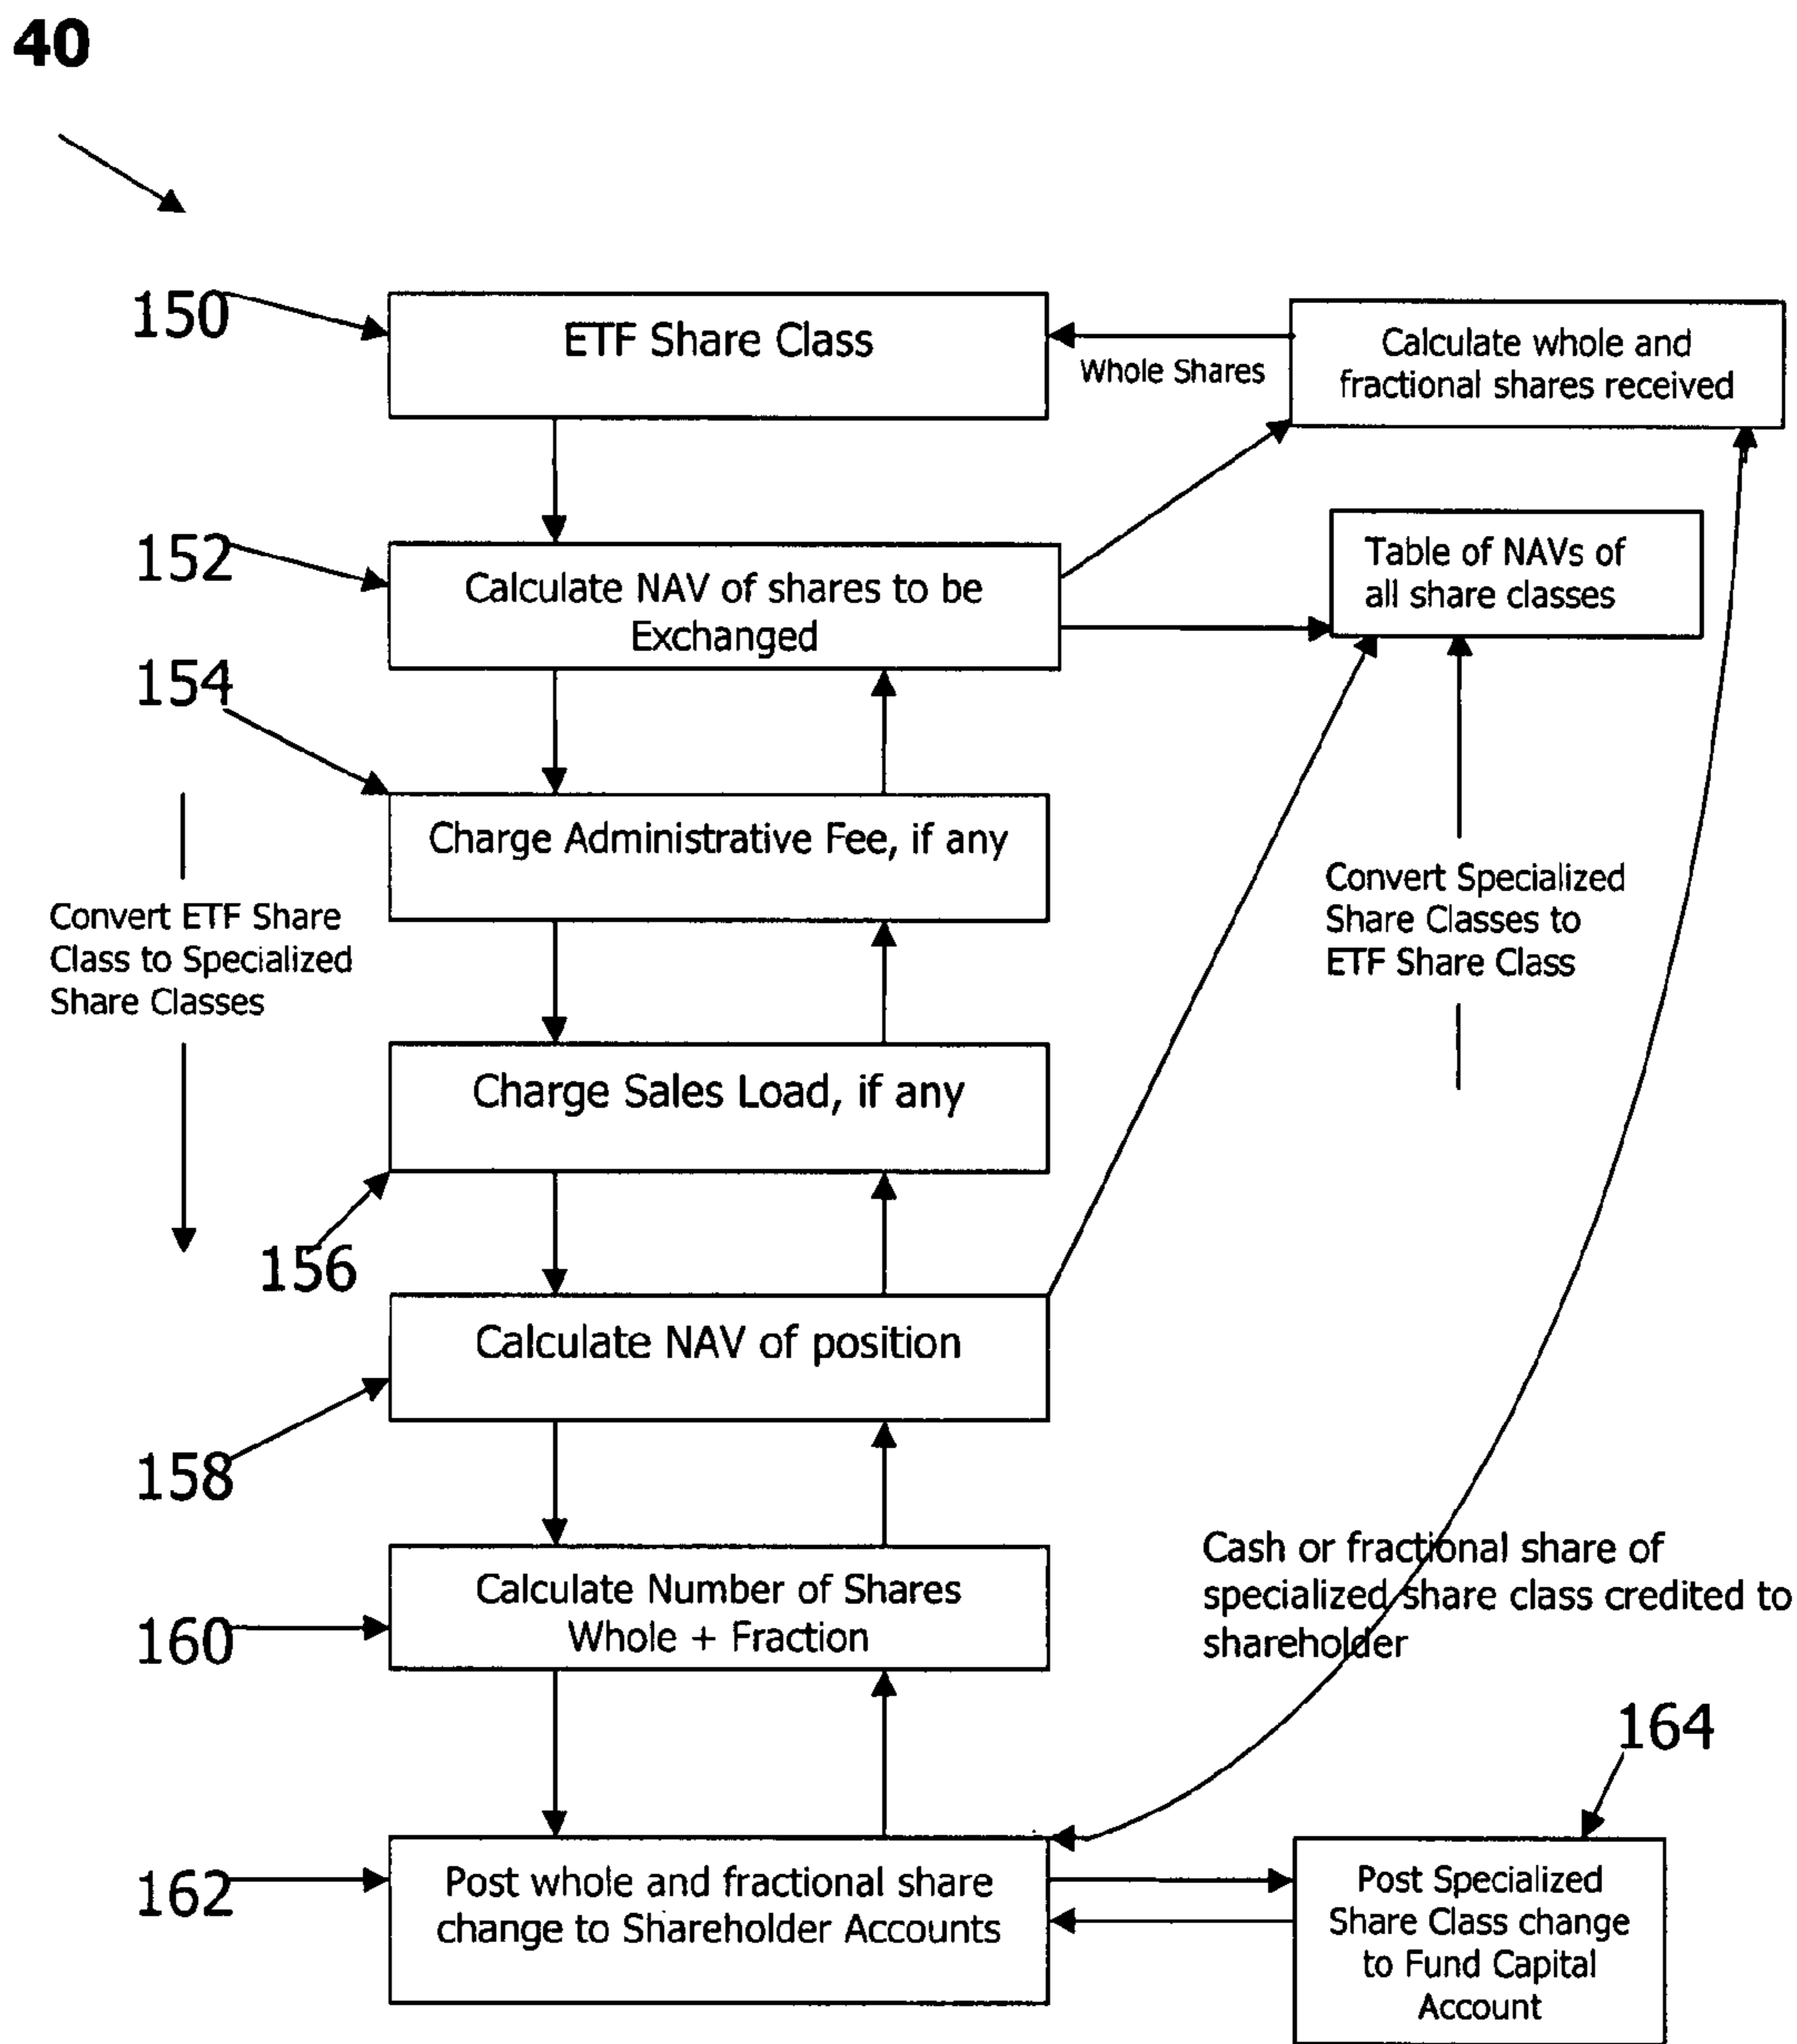 40
150
ETF Share Class
Whole Shares
Calculate whole and
fractional shares received
152
Calculate NAV of shares to be
Exchanged
Table of NAVs of
all share classes
154
Charge Administrative Fee, if any
Convert ETF Share
Class to Specialized
Share Classes
Convert Specialized
Share Classes to
ETF Share Class
Charge Sales Load, if any
156
Calculate NAV of position
158
Cash or fractional share of
specialized share class credited to
shareholder
Calculate Number of Shares
Whole + Fraction
160
164
162
Post whole and fractional share
change to Shareholder Accounts
Post Specialized
Share Class change
to Fund Capital
Account